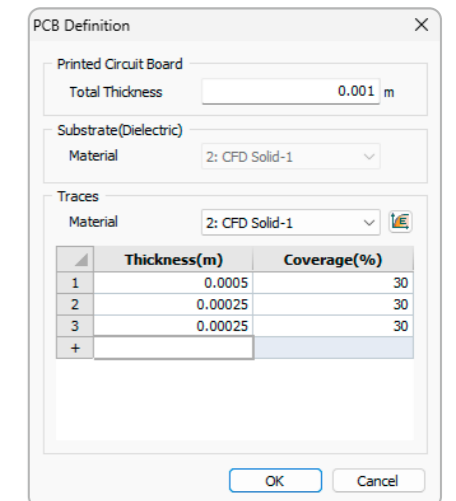 PCB Definition
Printed Circuit Board
Total Thickness 0.001 m
Substrate(Dielectric)
Material 2: CFD Solid-1
Traces
Material 2: CFD Solid-1
Thickness(m) Coverage(%)
1 0.0005 30
2 0.00025 30
3 0.00025 30
+
OK Cancel